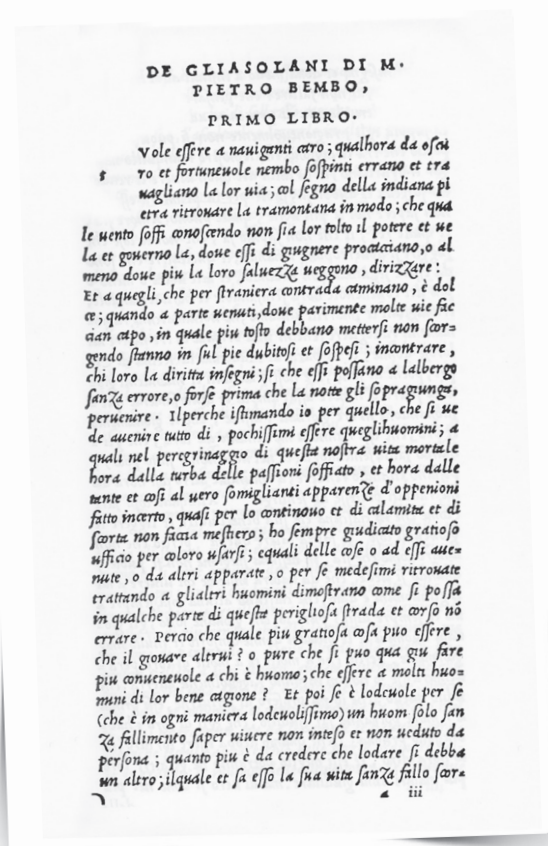 DE GLIASOLANI DI M.
PIETRO BEMBO,
PRIMO LIBRO.
Vole eſſere a nauiganti caro; qualhora da oſcu
s ro et fortuneuole nembo ſoſpinti errano et tra
uagliano la lor uia; col ſegno della indiana pi
etra ritrouare la tramontana in modo; che qua
le uento ſoffi conoſcendo non ſia lor tolto il potere et ue
la et gouerno la, doue eſſi di giugnere procacciano, o al
meno doue piu la loro ſaluezza ueggono, dirizzare:
Et a quegli, che per ſtraniera contrada caminano, è dol
ce; quando a parte uenuti, doue parimente molte uie fac
cian capo, in quale piu toſto debbano metterſi non ſcor=
gendo ſtanno in ſul pie dubitoſi et ſoſpeſi; incontrare,
chi loro la diritta inſegni; ſi che eſſi poſſano a lalbergo
ſanza errore, o forſe prima che la notte gli ſopragiunga,
peruenire. Ilperche iſtimando io per quello, che ſi ue
de auenire tutto di, pochiſſimi eſſere queglihuomini; a
quali nel peregrinaggio di queſta noſtra uita mortale
hora dalla turba delle paſſioni ſoffiato, et hora dalle
tante et coſi al uero ſomiglianti apparenze d'oppenioni
fatto incerto, quaſi per lo continouo et di calamita et di
ſcorta non faccia meſtiero; ho ſempre giudicato gratioſo
ufficio per coloro uſarſi; equali delle coſe o ad eſſi aue=
nute, o da altri apparate, o per ſe medeſimi ritrouate
trattando a glialtri huomini dimoſtrano come ſi poſſa
in qualche parte di queſta periglioſa ſtrada et corſo nō
errare. Percio che quale piu gratioſa coſa puo eſſere,
che il giouare altrui? o pure che ſi puo qua giu fare
piu conueneuole a chi è huomo; che eſſere a molti huo=
mini di lor bene cagione? Et poi ſe è lodeuole per ſe
(che è in ogni maniera lodeuoliſſimo) un huom ſolo ſan
za fallimento ſaper uiuere non inteſo et non ueduto da
perſona; quanto piu è da credere che lodare ſi debba
un altro; ilquale et ſa eſſo la ſua uita ſanza fallo ſcor=
a iii